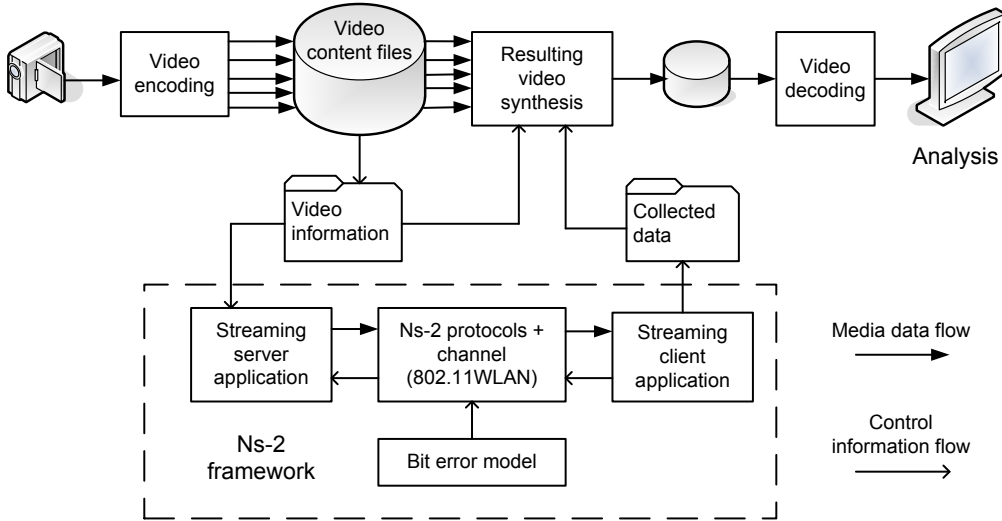 Video
encoding
Video
content files
Resulting
video
synthesis
Video
decoding
Analysis
Video
information
Collected
data
Streaming
server
application
Ns-2 protocols +
channel
(802.11WLAN)
Streaming
client
application
Bit error model
Ns-2
framework
Media data flow
Control
information flow